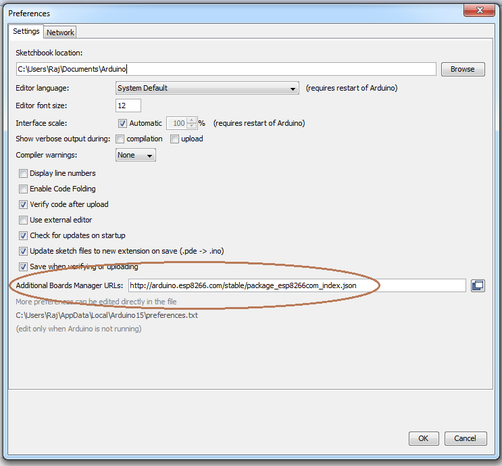 Preferences
Settings Network
Sketchbook location:
C:\Users\Raj\Documents\Arduino Browse
Editor language: System Default (requires restart of Arduino)
Editor font size: 12
Interface scale: Automatic 100 % (requires restart of Arduino)
Show verbose output during: compilation upload
Compiler warnings: None
Display line numbers
Enable Code Folding
Verify code after upload
Use external editor
Check for updates on startup
Update sketch files to new extension on save (.pde -> .ino)
Save when verifying or uploading
Additional Boards Manager URLs: http://arduino.esp8266.com/stable/package_esp8266com_index.json
More preferences can be edited directly in the file
C:\Users\Raj\AppData\Local\Arduino15\preferences.txt
(edit only when Arduino is not running)
OK Cancel